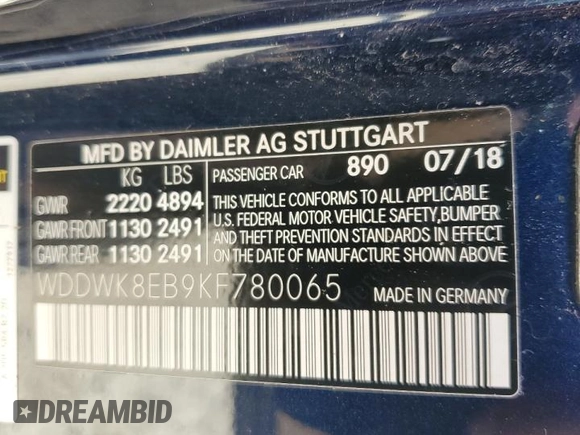 MFD BY DAIMLER AG STUTTGART
KG LBS
PASSENGER CAR 890 07/18
GVWR 2220 4894
GAWR FRONT 1130 2491
GAWR REAR 1130 2491
THIS VEHICLE CONFORMS TO ALL APPLICABLE
U.S. FEDERAL MOTOR VEHICLE SAFETY,BUMPER
AND THEFT PREVENTION STANDARDS IN EFFECT
ON THE DATE OF MANUFACTURE SHOWN ABOVE
WDDWK8EB9KF780065
MADE IN GERMANY
DREAMBID